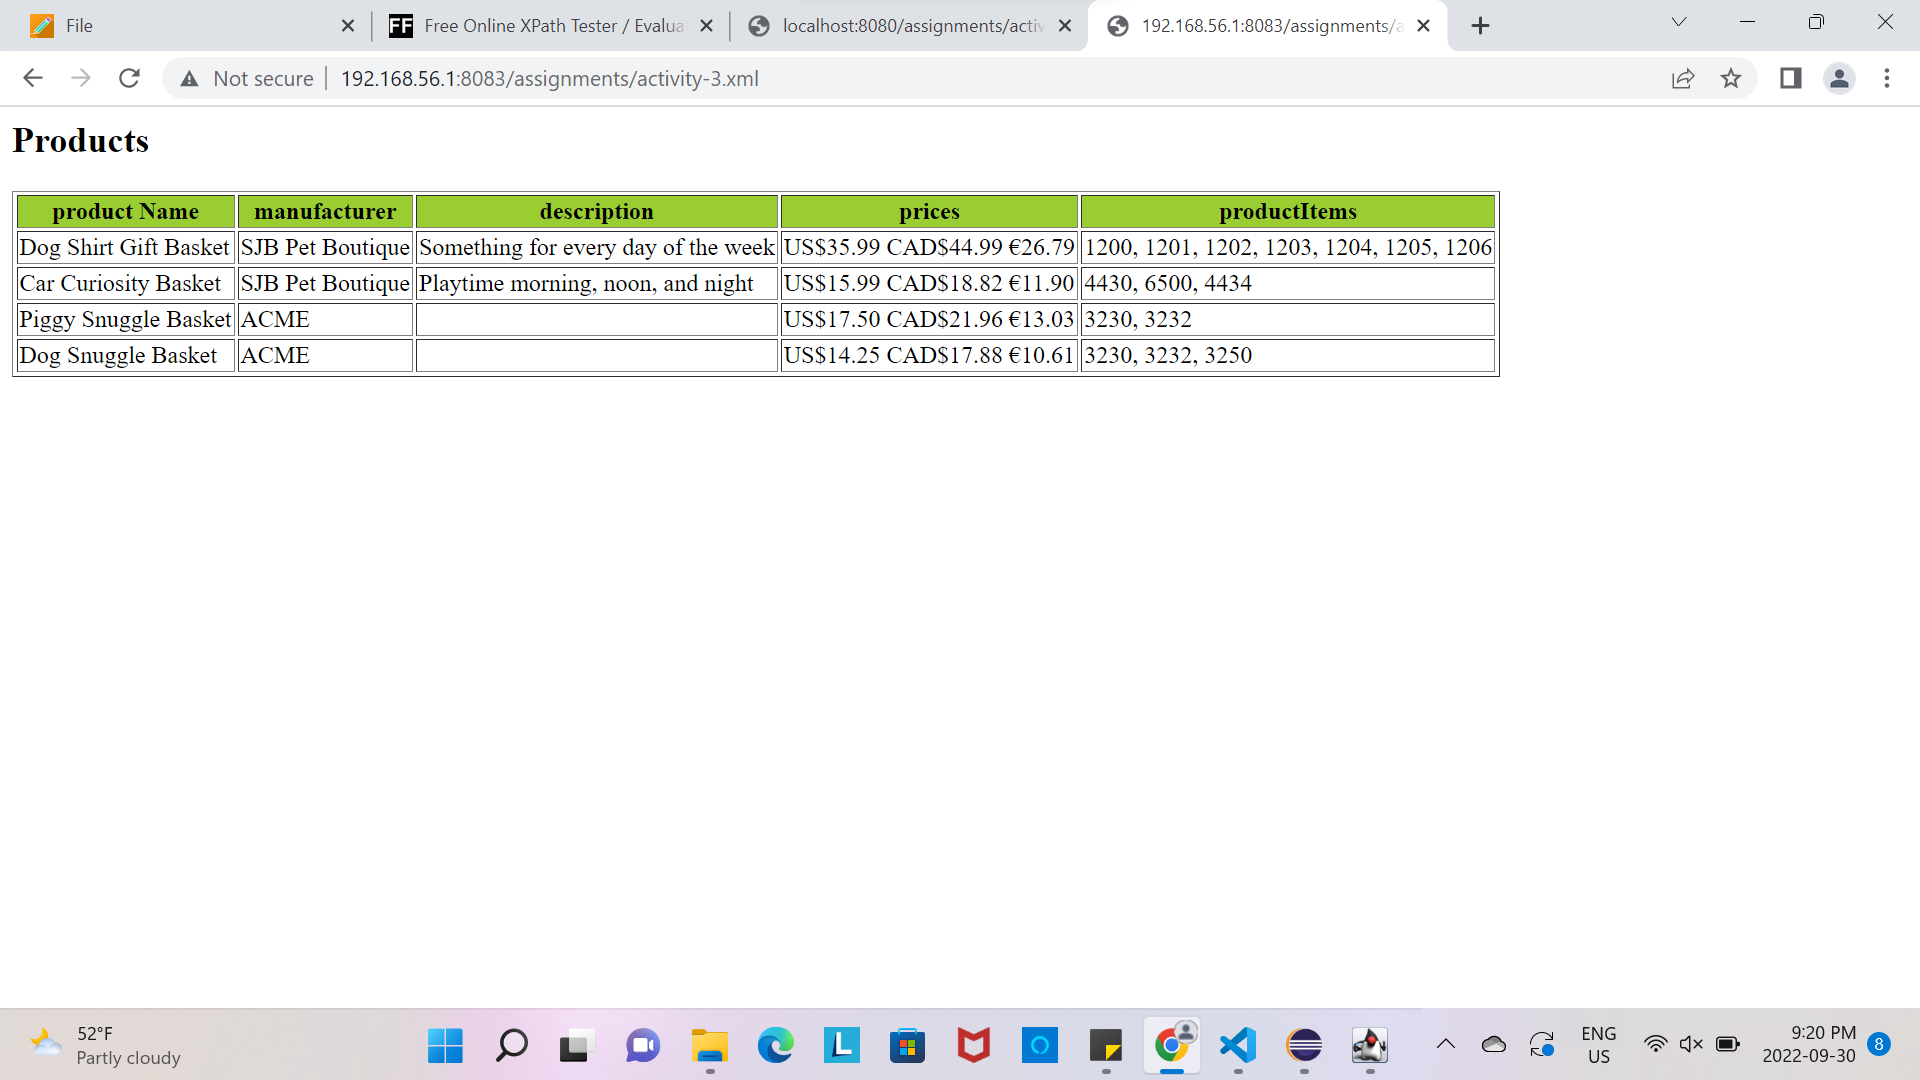 File
FF Free Online XPath Tester / Evalua
localhost:8080/assignments/activ
192.168.56.1:8083/assignments/a
Not secure 192.168.56.1:8083/assignments/activity-3.xml
Products
product Name manufacturer description prices productItems
Dog Shirt Gift Basket SJB Pet Boutique Something for every day of the week US$35.99 CAD$44.99 €26.79 1200, 1201, 1202, 1203, 1204, 1205, 1206
Car Curiosity Basket SJB Pet Boutique Playtime morning, noon, and night US$15.99 CAD$18.82 €11.90 4430, 6500, 4434
Piggy Snuggle Basket ACME US$17.50 CAD$21.96 €13.03 3230, 3232
Dog Snuggle Basket ACME US$14.25 CAD$17.88 €10.61 3230, 3232, 3250
52°F
Partly cloudy
L
ENG
US
9:20 PM
2022-09-30
8